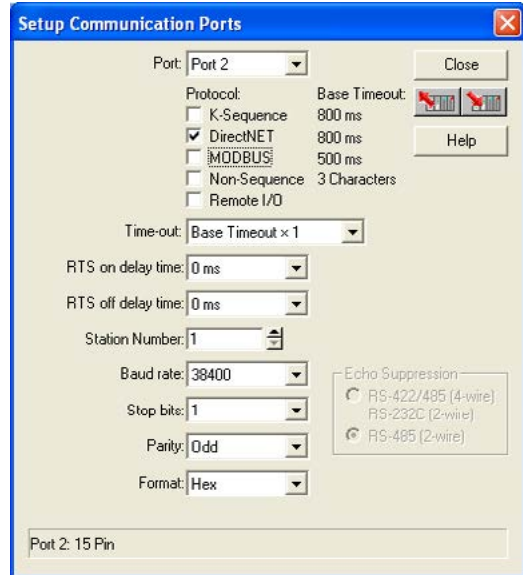 Setup Communication Ports
Port: Port 2
Close
Protocol: Base Timeout:
K-Sequence 800 ms
DirectNET 800 ms
Help
MODBUS 500 ms
Non-Sequence 3 Characters
Remote I/O
Time-out: Base Timeout × 1
RTS on delay time: 0 ms
RTS off delay time: 0 ms
Station Number: 1
Baud rate: 38400
Echo Suppression
RS-422/485 (4-wire)
RS-232C (2-wire)
Stop bits: 1
RS-485 (2-wire)
Parity: Odd
Format: Hex
Port 2: 15 Pin